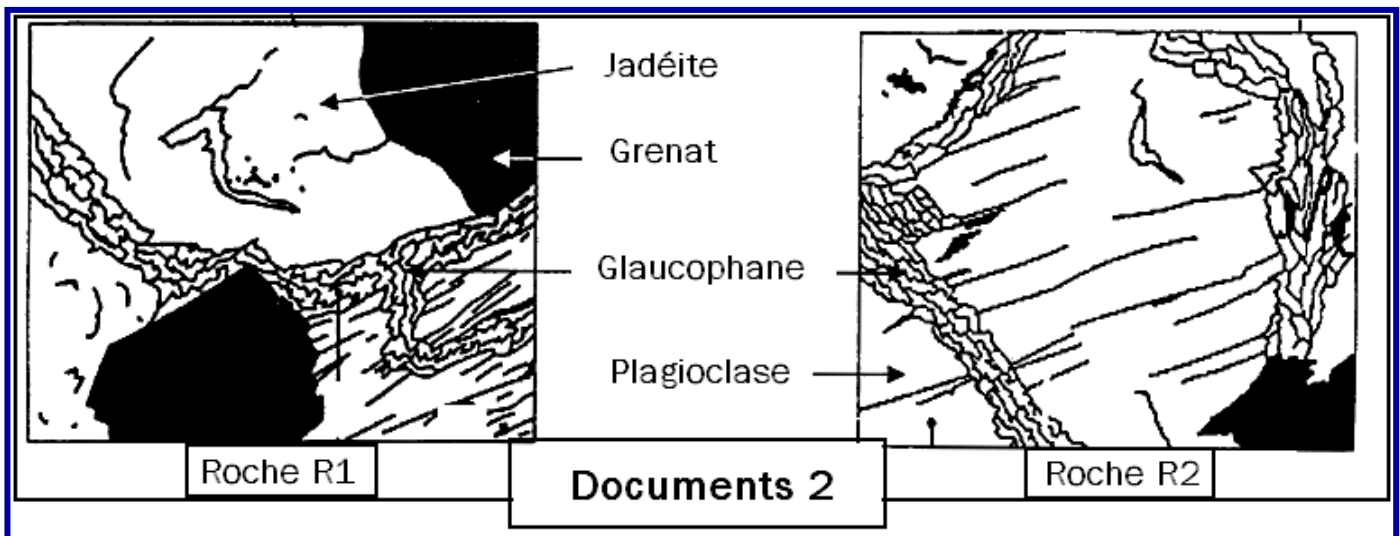 Jadéite
Grenat
Glaucophane
Plagioclase
Roche R1
Documents 2
Roche R2